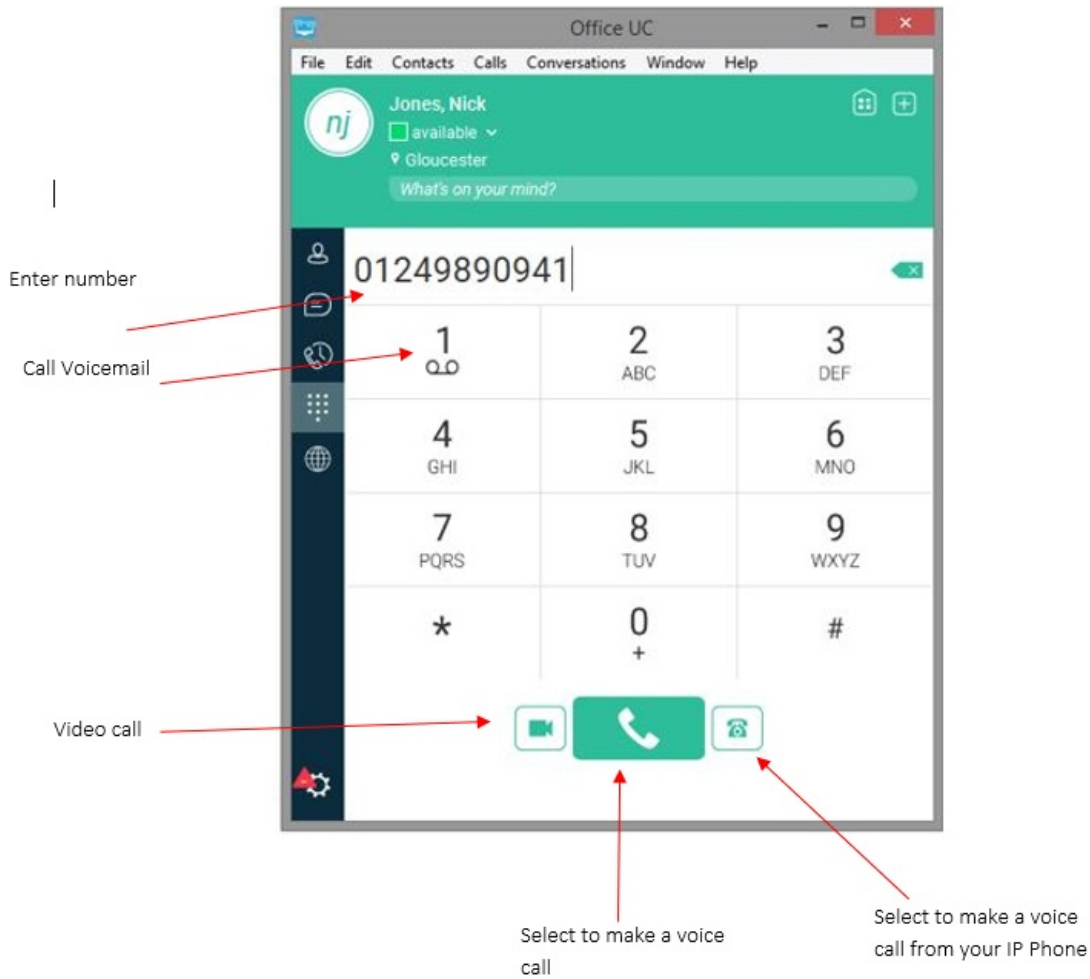 Office UC
File Edit Contacts Calls Conversations Window Help
nj
Jones, Nick
available
Gloucester
What's on your mind?
Enter number
01249890941
Call Voicemail
1 2 3
ABC DEF
4 5 6
GHI JKL MNO
7 8 9
PQRS TUV WXYZ
* 0 #
+
Video call
Select to make a voice
call
Select to make a voice
call from your IP Phone